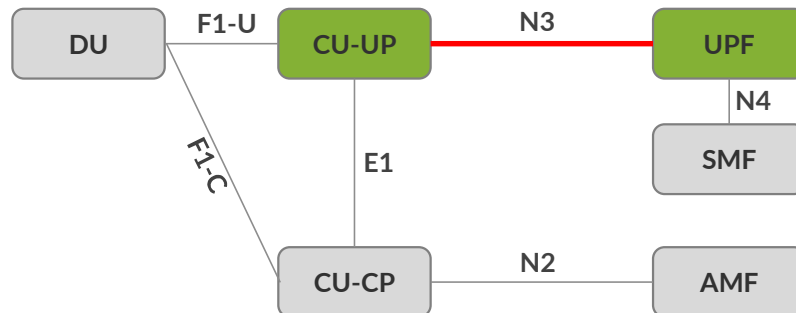 F1-U
N3
DU
CU-UP
UPF
N4
F1-C
E1
SMF
N2
CU-CP
AMF